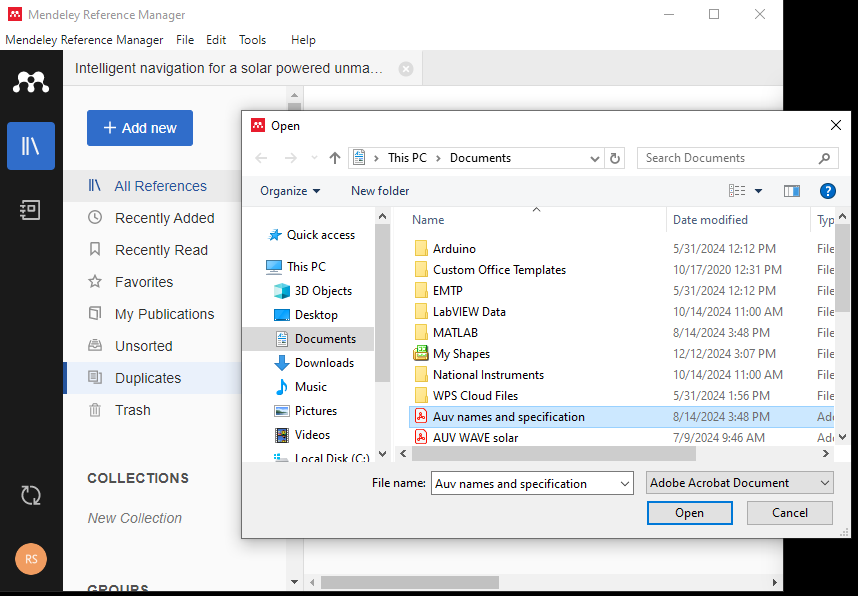 Mendeley Reference Manager
Mendeley Reference Manager File Edit Tools Help
Intelligent navigation for a solar powered unma...
+ Add new
All References
Recently Added
Recently Read
Favorites
My Publications
Unsorted
Duplicates
Trash
COLLECTIONS
New Collection
GROUPS
RS
Open
This PC > Documents
Search Documents
Organize New folder
?
Name Date modified Typ
Quick access
This PC
3D Objects
Desktop
Documents
Downloads
Music
Pictures
Videos
Local Disk (C:)
Arduino 5/31/2024 12:12 PM File
Custom Office Templates 10/17/2020 12:31 PM File
EMTP 5/31/2024 12:12 PM File
LabVIEW Data 10/14/2024 11:00 AM File
MATLAB 8/14/2024 3:48 PM File
My Shapes 12/12/2024 3:07 PM File
National Instruments 10/14/2024 11:00 AM File
WPS Cloud Files 5/31/2024 1:56 PM File
Auv names and specification 8/14/2024 3:48 PM Ado
AUV WAVE solar 7/9/2024 9:46 AM Ado
File name: Auv names and specification Adobe Acrobat Document
Open Cancel